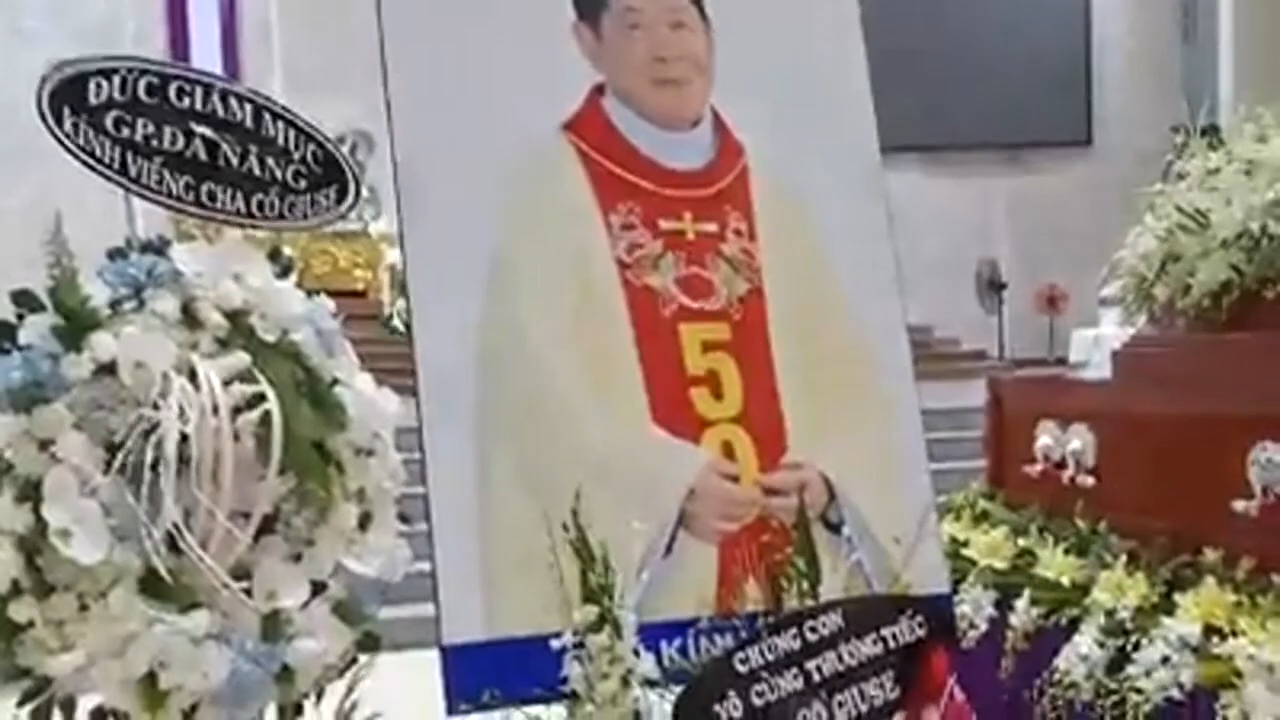 ĐỨC GIÁM MỤC
GP.ĐÀ NẴNG
KÍNH VIẾNG CHA CỐ GIUSE
50
KÍNH
CHÚNG CON
VÔ CÙNG THƯƠNG TIẾC
CỐ GIUSE